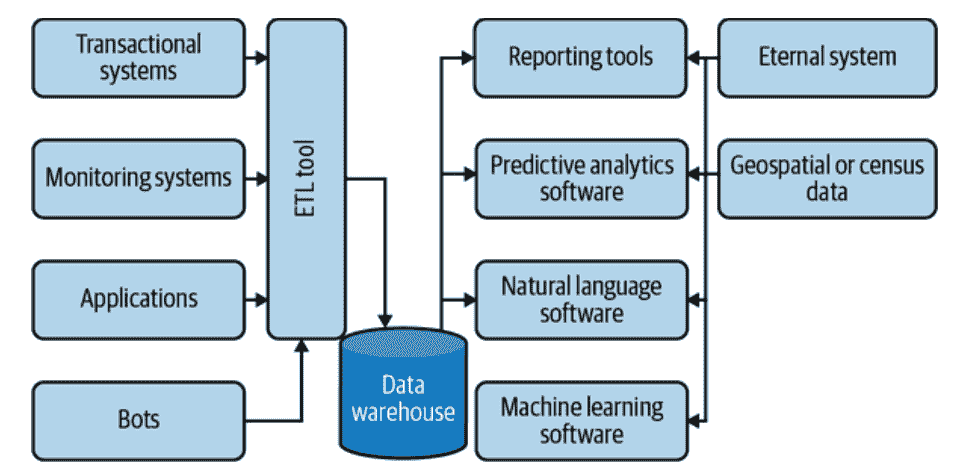 Transactional
systems
Monitoring systems
Applications
Bots
ETL tool
Data
warehouse
Reporting tools
Predictive analytics
software
Natural language
software
Machine learning
software
Eternal system
Geospatial or census
data